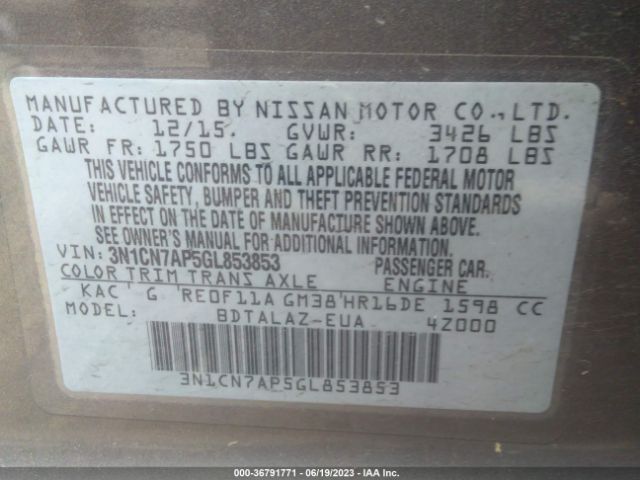 MANUFACTURED BY NISSAN MOTOR CO., LTD.
DATE: 12/15. GVWR: 3426 LBS
GAWR FR: 1750 LBS GAWR RR: 1708 LBS
THIS VEHICLE CONFORMS TO ALL APPLICABLE FEDERAL MOTOR
VEHICLE SAFETY, BUMPER AND THEFT PREVENTION STANDARDS
IN EFFECT ON THE DATE OF MANUFACTURE SHOWN ABOVE.
SEE OWNER'S MANUAL FOR ADDITIONAL INFORMATION
VIN: 3N1CN7AP5GL853853 PASSENGER CAR.
COLOR TRIM TRANS AXLE ENGINE
KAC G RE0F11A GM38 HR16DE 1598 CC
MODEL: BDTALAZ-EUA 4Z000
3N1CN7AP5GL853853
000-36791771 - 06/19/2023 - IAA Inc.